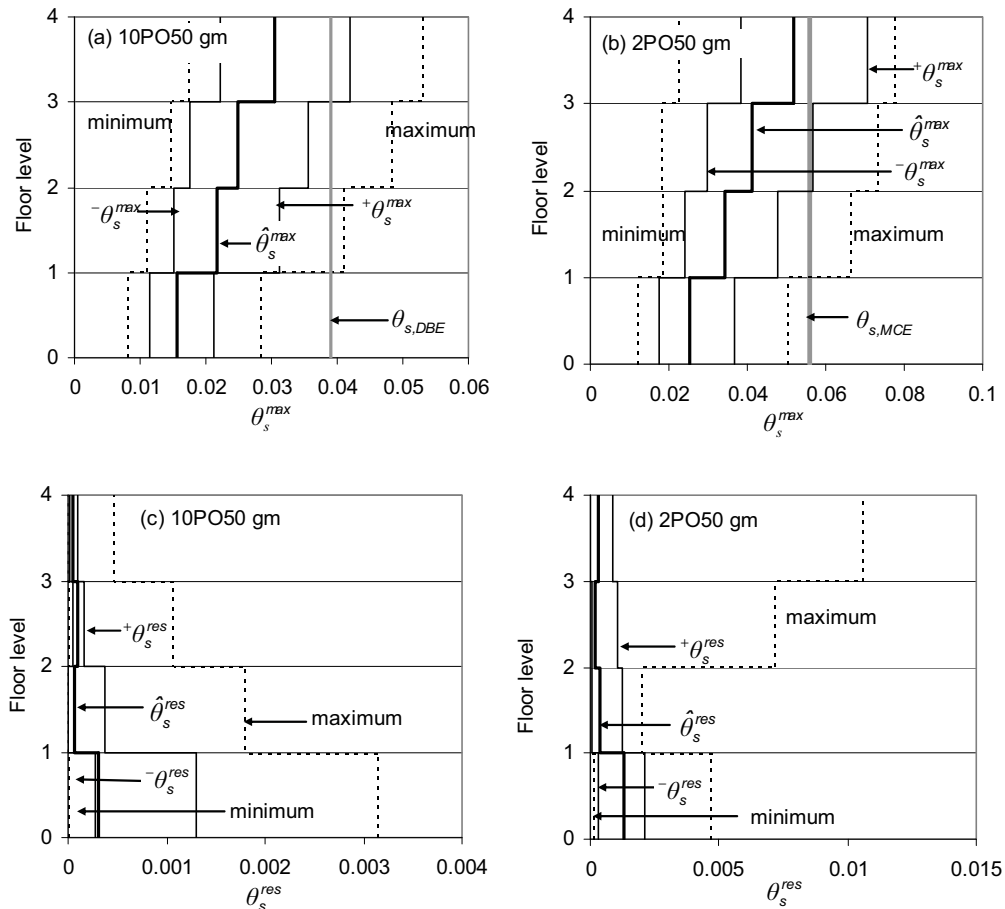 (a) 10PO50 gm
4
3
2
1
0
Floor level
minimum
maximum
⁻θ_s^max
⁺θ_s^max
θ̂_s^max
θ_s,DBE
0 0.01 0.02 0.03 0.04 0.05 0.06
θ_s^max
(b) 2PO50 gm
4
3
2
1
0
Floor level
⁺θ_s^max
θ̂_s^max
⁻θ_s^max
minimum
maximum
θ_s,MCE
0 0.02 0.04 0.06 0.08 0.1
θ_s^max
(c) 10PO50 gm
4
3
2
1
0
Floor level
⁺θ_s^res
θ̂_s^res
maximum
⁻θ_s^res
minimum
0 0.001 0.002 0.003 0.004
θ_s^res
(d) 2PO50 gm
4
3
2
1
0
Floor level
maximum
⁺θ_s^res
θ̂_s^res
⁻θ_s^res
minimum
0 0.005 0.01 0.015
θ_s^res